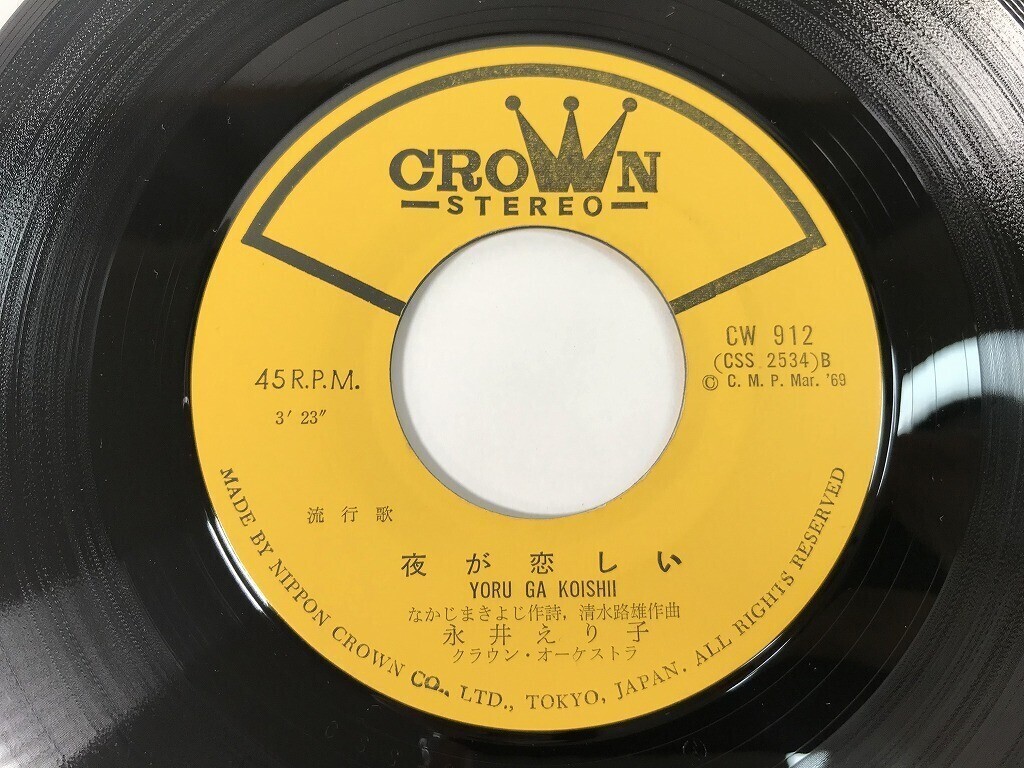 CROWN
STEREO
45 R.P.M.
3′ 23″
CW 912
(CSS 2534) B
© C. M. P. Mar. '69
流行歌
夜が恋しい
YORU GA KOISHII
なかじまきよじ作詩，清水路雄作曲
永井えり子
クラウン・オーケストラ
MADE BY NIPPON CROWN CO., LTD., TOKYO, JAPAN. ALL RIGHTS RESERVED